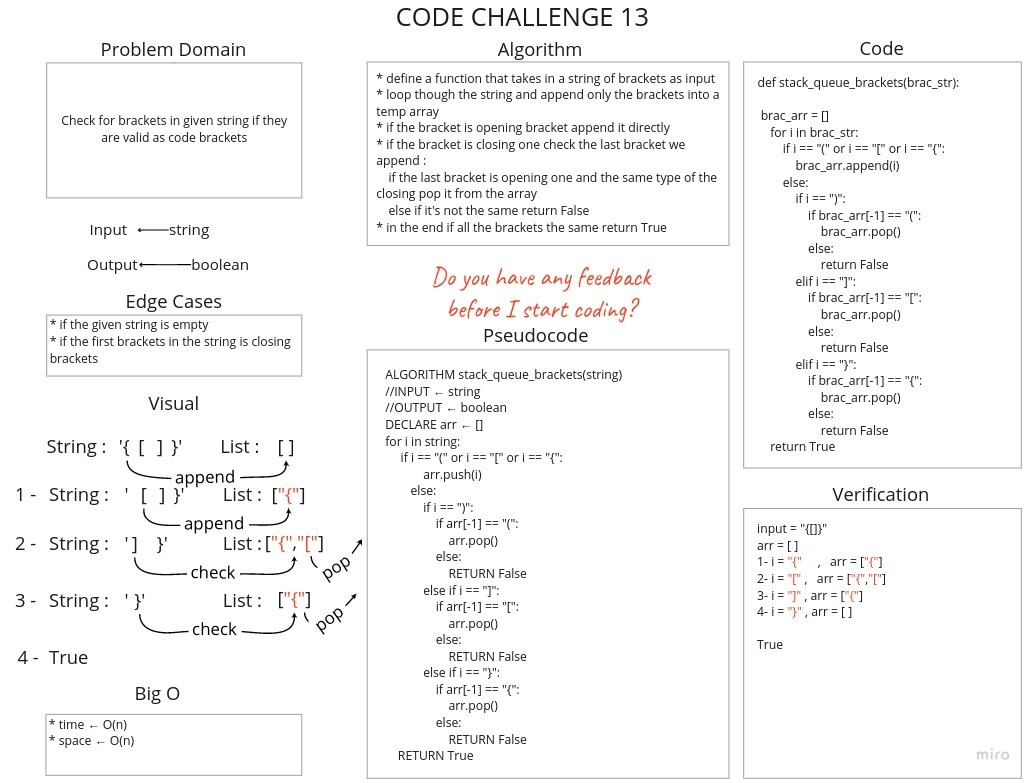 CODE CHALLENGE 13
Problem Domain
Check for brackets in given string if they
are valid as code brackets
Input ← string
Output ← boolean
Edge Cases
* if the given string is empty
* if the first brackets in the string is closing
brackets
Visual
String : '{ [ ] }' List : [ ]
append
1 - String : ' [ ] }' List : ["{"]
append
2 - String : ' ] }' List : ["{","["]
check pop
3 - String : ' }' List : ["{"]
check pop
4 - True
Big O
* time ← O(n)
* space ← O(n)
Algorithm
* define a function that takes in a string of brackets as input
* loop though the string and append only the brackets into a
temp array
* if the bracket is opening bracket append it directly
* if the bracket is closing one check the last bracket we
append :
if the last bracket is opening one and the same type of the
closing pop it from the array
else if it's not the same return False
* in the end if all the brackets the same return True
Do you have any feedback
before I start coding?
Pseudocode
ALGORITHM stack_queue_brackets(string)
//INPUT ← string
//OUTPUT ← boolean
DECLARE arr ← []
for i in string:
if i == "(" or i == "[" or i == "{":
arr.push(i)
else:
if i == ")":
if arr[-1] == "(":
arr.pop()
else:
RETURN False
else if i == "]":
if arr[-1] == "[":
arr.pop()
else:
RETURN False
else if i == "}":
if arr[-1] == "{":
arr.pop()
else:
RETURN False
RETURN True
Code
def stack_queue_brackets(brac_str):
brac_arr = []
for i in brac_str:
if i == "(" or i == "[" or i == "{":
brac_arr.append(i)
else:
if i == ")":
if brac_arr[-1] == "(":
brac_arr.pop()
else:
return False
elif i == "]":
if brac_arr[-1] == "[":
brac_arr.pop()
else:
return False
elif i == "}":
if brac_arr[-1] == "{":
brac_arr.pop()
else:
return False
return True
Verification
input = "{[]}"
arr = [ ]
1- i = "{" , arr = ["{"]
2- i = "[" , arr = ["{","["]
3- i = "]" , arr = ["{"]
4- i = "}" , arr = [ ]
True
miro